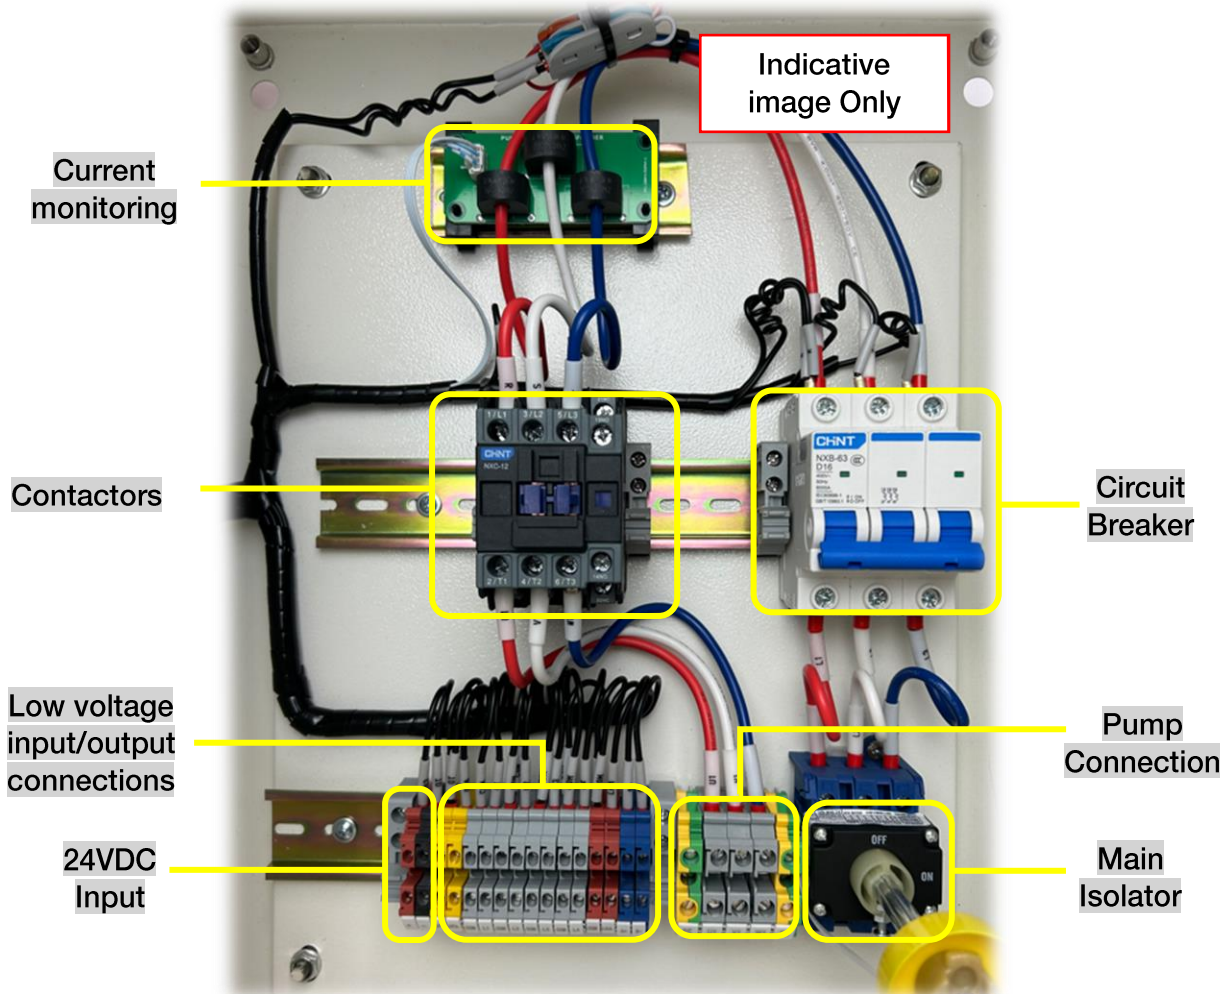 Indicative
image Only
Current
monitoring
1/L1 3/L2 5/L3
CHNT
NXC-12
2/T1 4/T2 6/T3
CHNT
NXB-63
D16
Contactors
Circuit
Breaker
L1
Low voltage
input/output
connections
Pump
Connection
24VDC
Input
OFF
ON
Main
Isolator